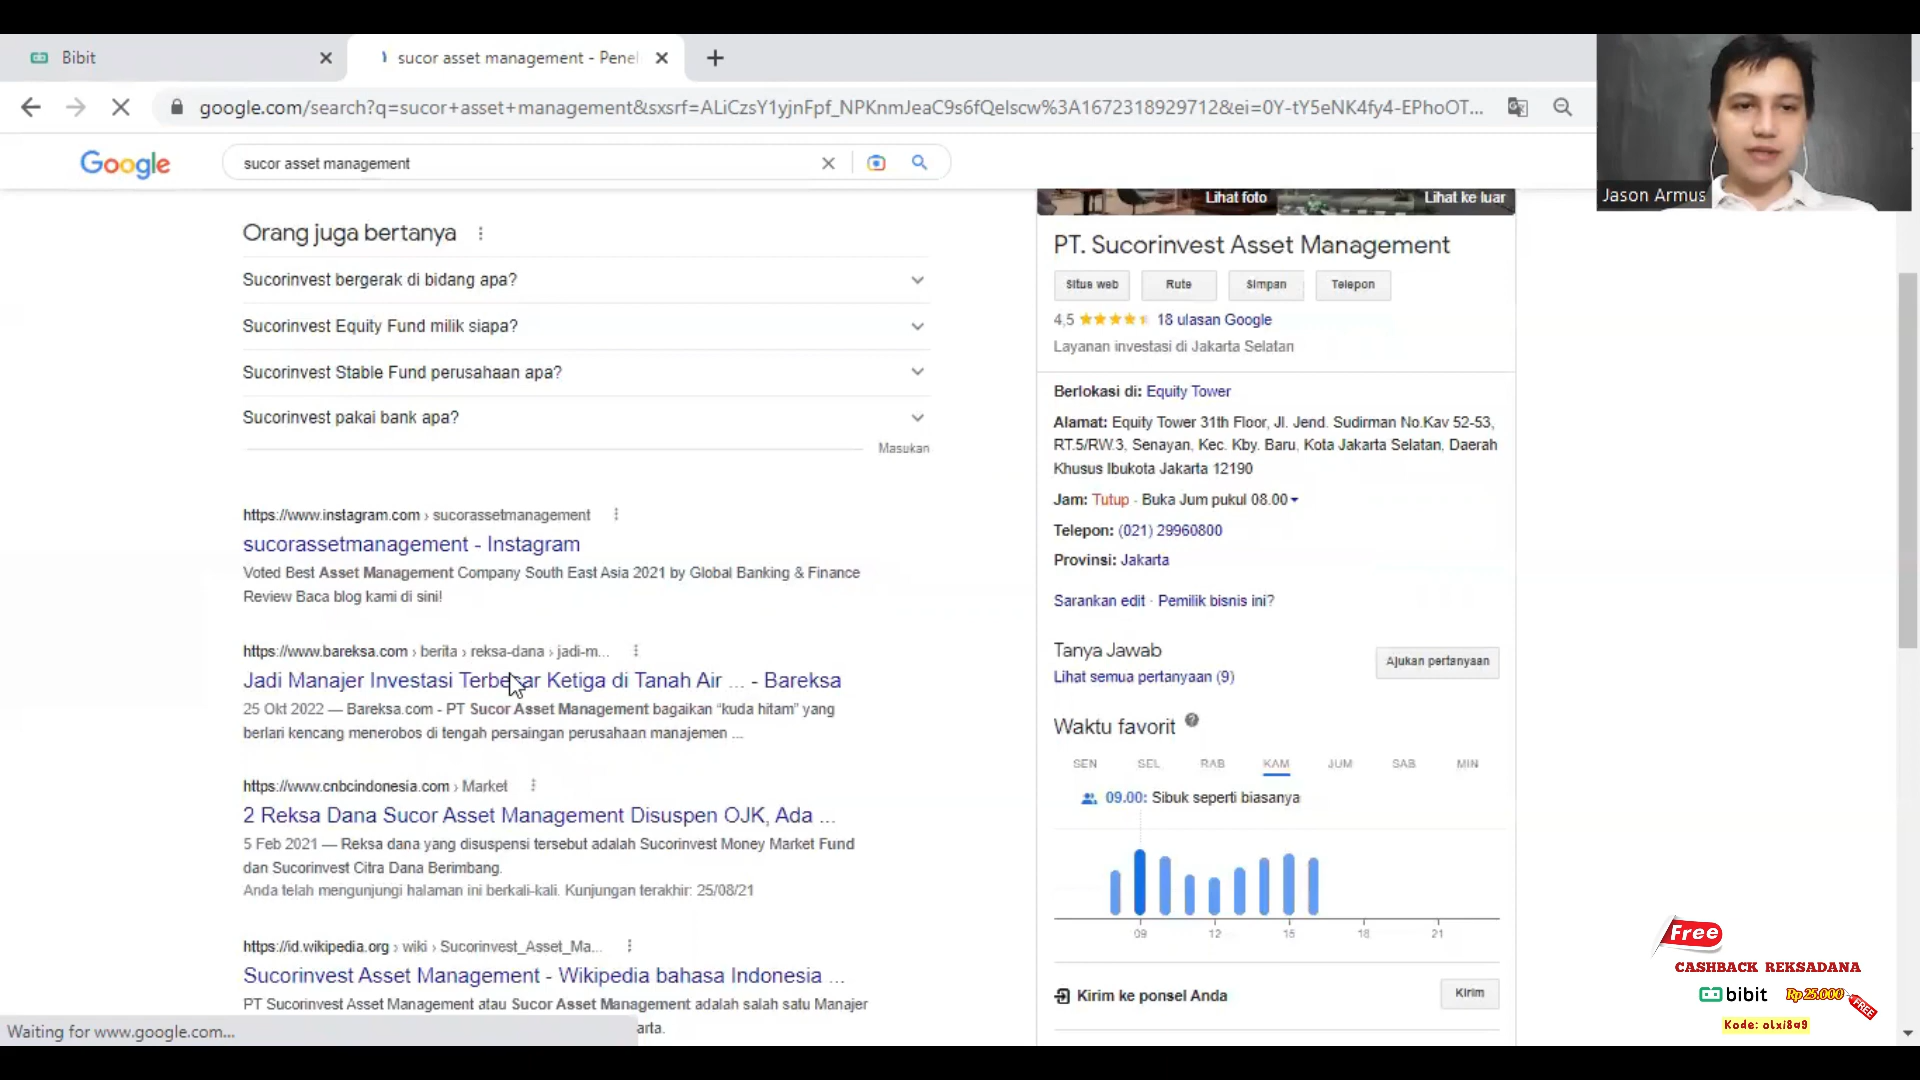 Bibit
sucor asset management - Penel
google.com/search?q=sucor+asset+management&sxsrf=ALiCzsY1yjnFpf_NPKnmJeaC9s6fQelscw%3A1672318929712&ei=0Y-tY5eNK4fy4-EPhoOT...
Google
sucor asset management
Jason Armus
Orang juga bertanya
Sucorinvest bergerak di bidang apa?
Sucorinvest Equity Fund milik siapa?
Sucorinvest Stable Fund perusahaan apa?
Sucorinvest pakai bank apa?
Masukan
https://www.instagram.com › sucorassetmanagement
sucorassetmanagement - Instagram
Voted Best Asset Management Company South East Asia 2021 by Global Banking & Finance
Review Baca blog kami di sini!
https://www.bareksa.com › berita › reksa-dana › jadi-m...
Jadi Manajer Investasi Terbesar Ketiga di Tanah Air ... - Bareksa
25 Okt 2022 — Bareksa.com - PT Sucor Asset Management bagaikan “kuda hitam” yang
berlari kencang menerobos di tengah persaingan perusahaan manajemen ...
https://www.cnbcindonesia.com › Market
2 Reksa Dana Sucor Asset Management Disuspen OJK, Ada ...
5 Feb 2021 — Reksa dana yang disuspensi tersebut adalah Sucorinvest Money Market Fund
dan Sucorinvest Citra Dana Berimbang.
Anda telah mengunjungi halaman ini berkali-kali. Kunjungan terakhir: 25/08/21
https://id.wikipedia.org › wiki › Sucorinvest_Asset_Ma...
Sucorinvest Asset Management - Wikipedia bahasa Indonesia ...
PT Sucorinvest Asset Management atau Sucor Asset Management adalah salah satu Manajer
arta.
Waiting for www.google.com...
Lihat foto
Lihat ke luar
PT. Sucorinvest Asset Management
Situs web
Rute
Simpan
Telepon
4,5 18 ulasan Google
Layanan investasi di Jakarta Selatan
Berlokasi di: Equity Tower
Alamat: Equity Tower 31th Floor, Jl. Jend. Sudirman No.Kav 52-53,
RT.5/RW.3, Senayan, Kec. Kby. Baru, Kota Jakarta Selatan, Daerah
Khusus Ibukota Jakarta 12190
Jam: Tutup · Buka Jum pukul 08.00
Telepon: (021) 29960800
Provinsi: Jakarta
Sarankan edit · Pemilik bisnis ini?
Tanya Jawab
Lihat semua pertanyaan (9)
Ajukan pertanyaan
Waktu favorit
SEN SEL RAB KAM JUM SAB MIN
09.00: Sibuk seperti biasanya
09 12 15 18 21
Kirim ke ponsel Anda
Kirim
Free
CASHBACK REKSADANA
bibit Rp25.000
FREE
Kode: olxi8q9